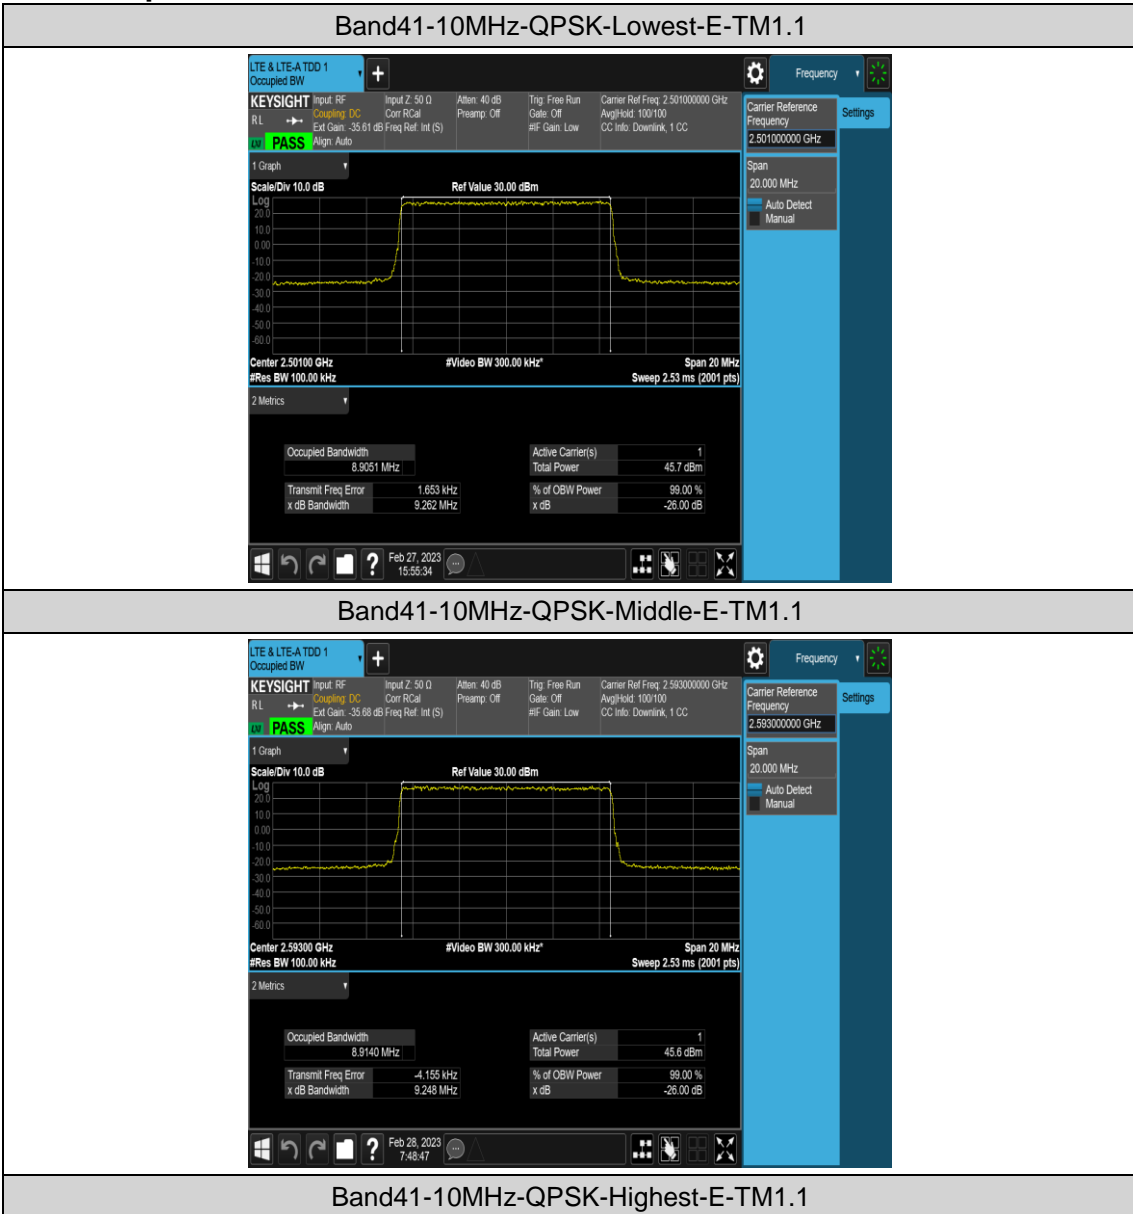 Band41-10MHz-QPSK-Lowest-E-TM1.1
LTE & LTE-A TDD 1
Occupied BW
Frequency
KEYSIGHT Input: RF Input Z: 50 Ω Atten: 40 dB Trig: Free Run Carrier Ref Freq: 2.501000000 GHz
RL Coupling: DC Corr RCal Preamp: Off Gate: Off Avg|Hold: 100/100
Ext Gain: -35.61 dB Freq Ref: Int (S) #IF Gain: Low CC Info: Downlink, 1 CC
PASS Align: Auto
Carrier Reference Frequency
2.501000000 GHz
Settings
Span
20.000 MHz
Auto Detect
Manual
1 Graph
Scale/Div 10.0 dB Ref Value 30.00 dBm
Log
20.0
10.0
0.00
-10.0
-20.0
-30.0
-40.0
-50.0
-60.0
Center 2.50100 GHz #Video BW 300.00 kHz* Span 20 MHz
#Res BW 100.00 kHz Sweep 2.53 ms (2001 pts)
2 Metrics
Occupied Bandwidth
8.9051 MHz
Active Carrier(s) 1
Total Power 45.7 dBm
Transmit Freq Error 1.653 kHz % of OBW Power 99.00 %
x dB Bandwidth 9.262 MHz x dB -26.00 dB
?
Feb 27, 2023
15:55:34
Band41-10MHz-QPSK-Middle-E-TM1.1
LTE & LTE-A TDD 1
Occupied BW
Frequency
KEYSIGHT Input: RF Input Z: 50 Ω Atten: 40 dB Trig: Free Run Carrier Ref Freq: 2.593000000 GHz
RL Coupling: DC Corr RCal Preamp: Off Gate: Off Avg|Hold: 100/100
Ext Gain: -35.68 dB Freq Ref: Int (S) #IF Gain: Low CC Info: Downlink, 1 CC
PASS Align: Auto
Carrier Reference Frequency
2.593000000 GHz
Settings
Span
20.000 MHz
Auto Detect
Manual
1 Graph
Scale/Div 10.0 dB Ref Value 30.00 dBm
Log
20.0
10.0
0.00
-10.0
-20.0
-30.0
-40.0
-50.0
-60.0
Center 2.59300 GHz #Video BW 300.00 kHz* Span 20 MHz
#Res BW 100.00 kHz Sweep 2.53 ms (2001 pts)
2 Metrics
Occupied Bandwidth
8.9140 MHz
Active Carrier(s) 1
Total Power 45.6 dBm
Transmit Freq Error -4.155 kHz % of OBW Power 99.00 %
x dB Bandwidth 9.248 MHz x dB -26.00 dB
?
Feb 28, 2023
7:48:47
Band41-10MHz-QPSK-Highest-E-TM1.1